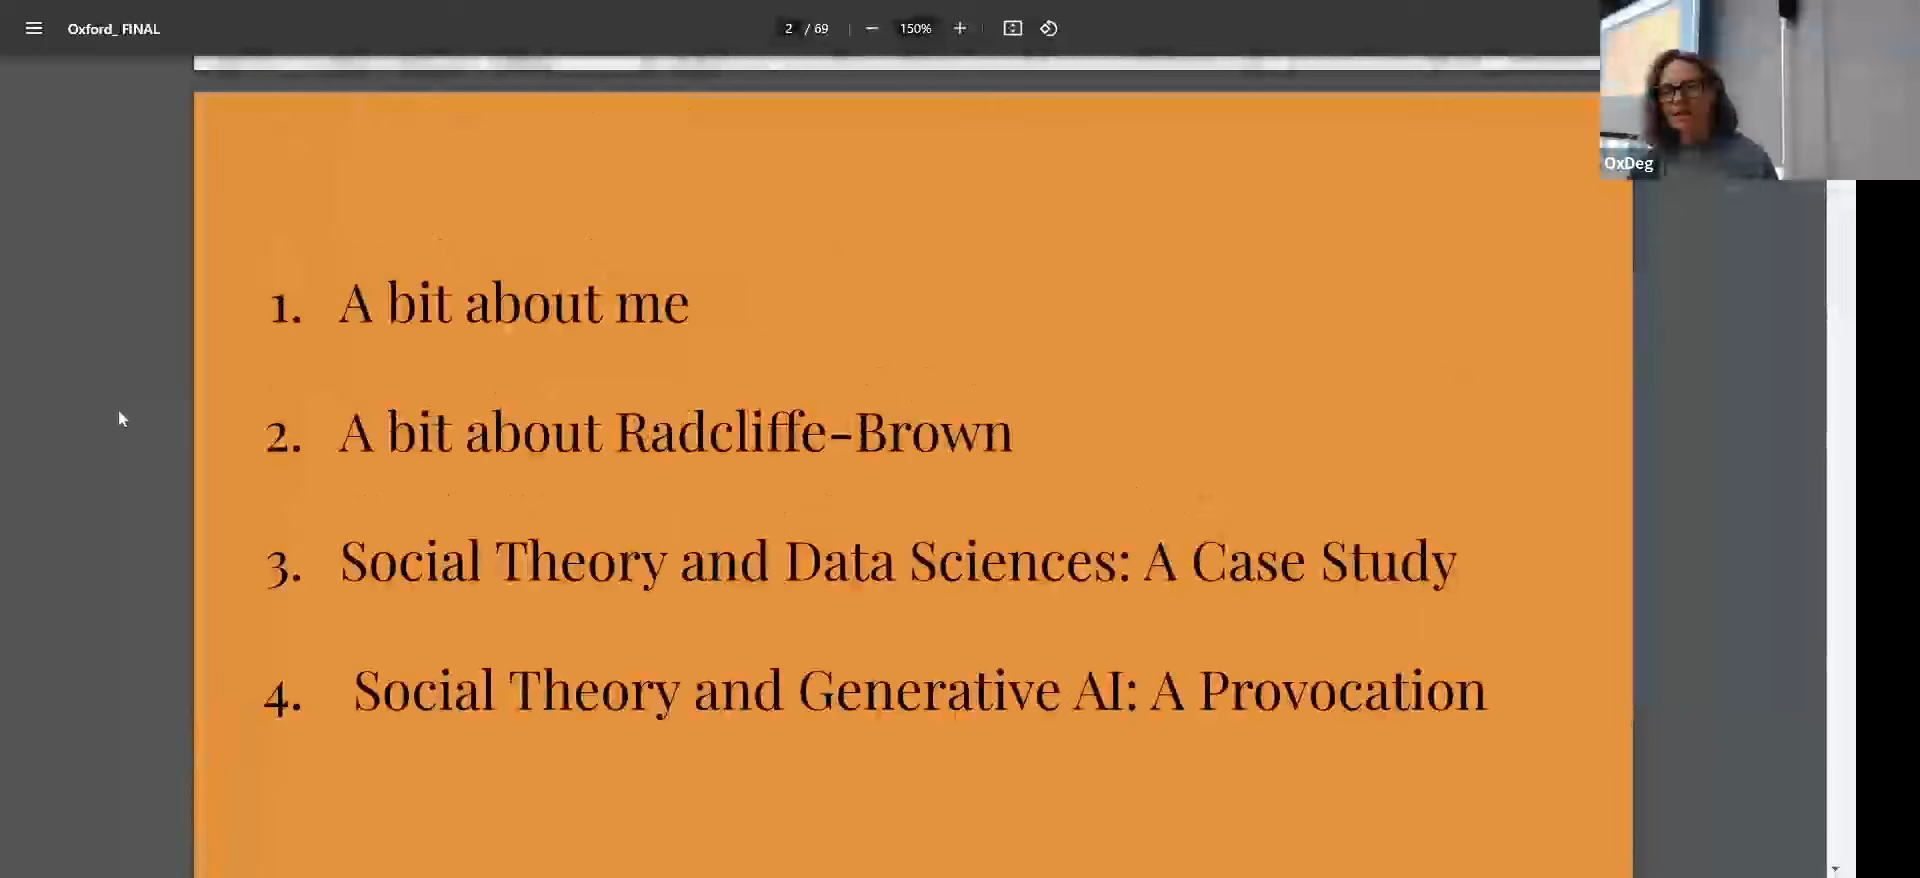 Oxford_ FINAL
2 / 69
150%
OxDeg
1. A bit about me
2. A bit about Radcliffe-Brown
3. Social Theory and Data Sciences: A Case Study
4. Social Theory and Generative AI: A Provocation